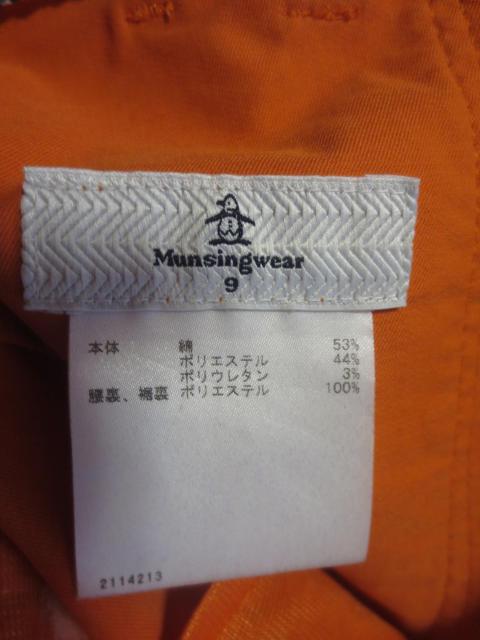 Munsingwear
9
本体 綿 53%
ポリエステル 44%
ポリウレタン 3%
腰裏、裾裏 ポリエステル 100%
2114213